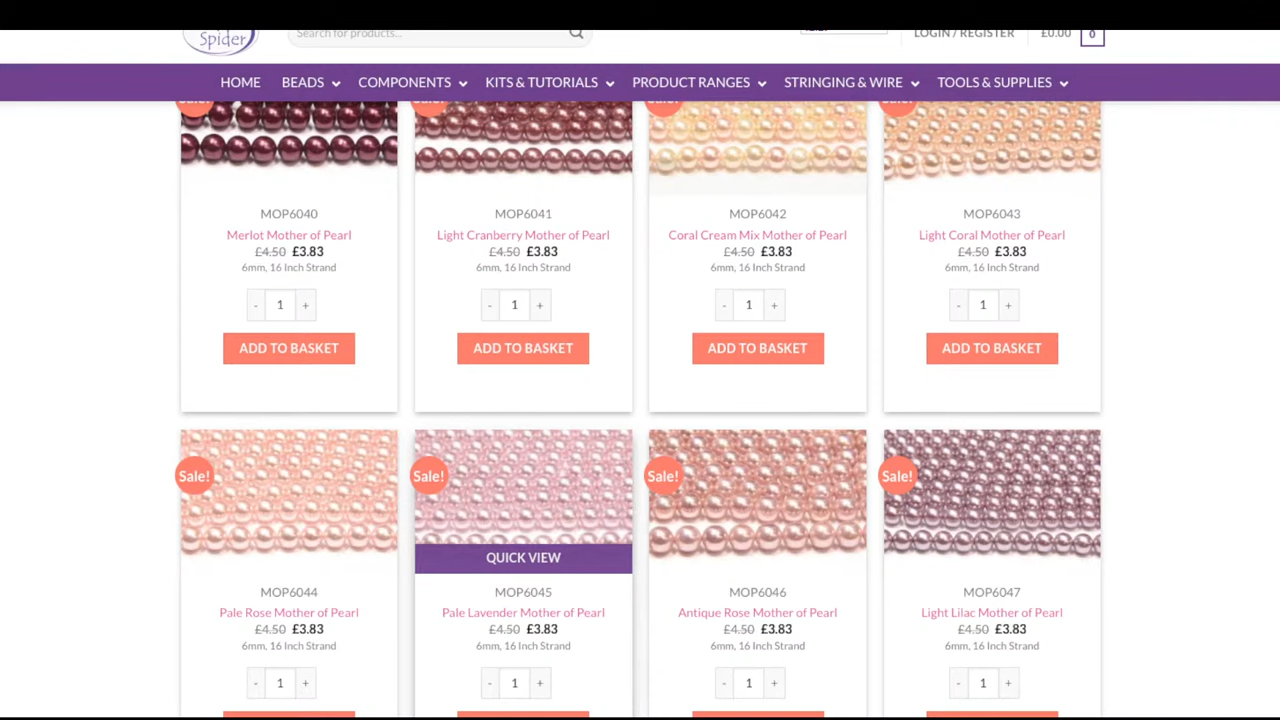 Spider
Search for products...
LOGIN / REGISTER
£0.00
0
HOME
BEADS
COMPONENTS
KITS & TUTORIALS
PRODUCT RANGES
STRINGING & WIRE
TOOLS & SUPPLIES
Sale!
Sale!
Sale!
Sale!
MOP6040
Merlot Mother of Pearl
£4.50 £3.83
6mm, 16 Inch Strand
- 1 +
ADD TO BASKET
MOP6041
Light Cranberry Mother of Pearl
£4.50 £3.83
6mm, 16 Inch Strand
- 1 +
ADD TO BASKET
MOP6042
Coral Cream Mix Mother of Pearl
£4.50 £3.83
6mm, 16 Inch Strand
- 1 +
ADD TO BASKET
MOP6043
Light Coral Mother of Pearl
£4.50 £3.83
6mm, 16 Inch Strand
- 1 +
ADD TO BASKET
Sale!
MOP6044
Pale Rose Mother of Pearl
£4.50 £3.83
6mm, 16 Inch Strand
- 1 +
Sale!
QUICK VIEW
MOP6045
Pale Lavender Mother of Pearl
£4.50 £3.83
6mm, 16 Inch Strand
- 1 +
Sale!
MOP6046
Antique Rose Mother of Pearl
£4.50 £3.83
6mm, 16 Inch Strand
- 1 +
Sale!
MOP6047
Light Lilac Mother of Pearl
£4.50 £3.83
6mm, 16 Inch Strand
- 1 +